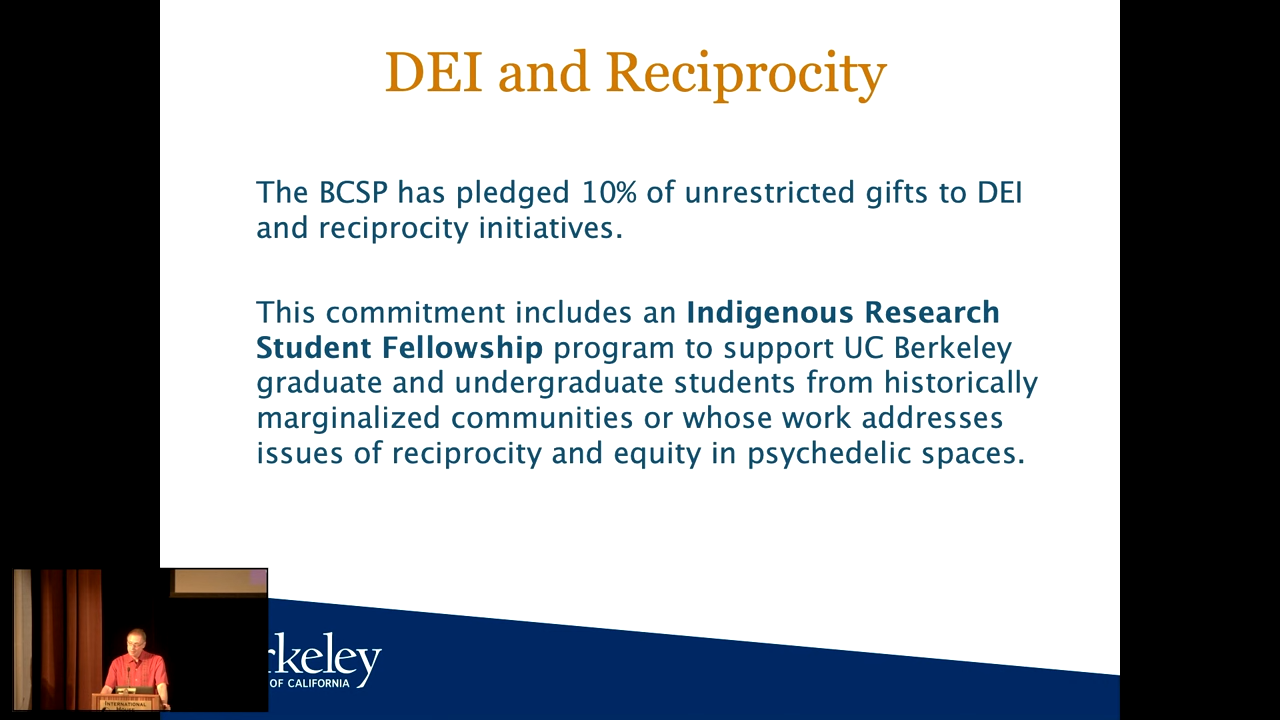 DEI and Reciprocity
The BCSP has pledged 10% of unrestricted gifts to DEI
and reciprocity initiatives.
This commitment includes an Indigenous Research
Student Fellowship program to support UC Berkeley
graduate and undergraduate students from historically
marginalized communities or whose work addresses
issues of reciprocity and equity in psychedelic spaces.
rkeley
OF CALIFORNIA
INTERNATIONAL